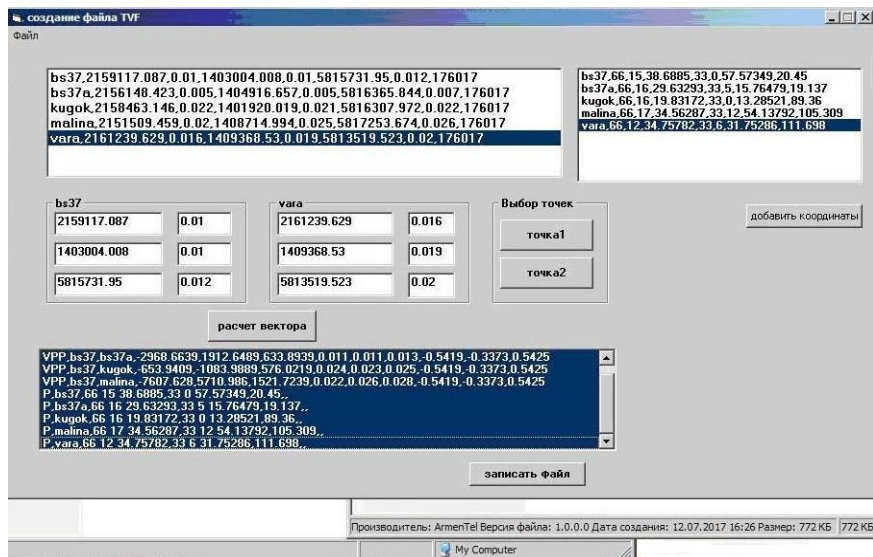 создание файла TVF
Файл
bs37,2159117.087,0.01,1403004.008,0.01,5815731.95,0.012,176017
bs37a,2156148.423,0.005,1404916.657,0.005,5816365.844,0.007,176017
kugok,2158463.146,0.022,1401920.019,0.021,5816307.972,0.022,176017
malina,2151509.459,0.02,1408714.994,0.025,5817253.674,0.026,176017
vara,2161239.629,0.016,1409368.53,0.019,5813519.523,0.02,176017
bs37,66,15,38.6885,33,0,57.57349,20.45
bs37a,66,16,29.63293,33,5,15.76479,19.137
kugok,66,16,19.83172,33,0,13.28521,89.36
malina,66,17,34.56287,33,12,54.13792,105.309
vara,66,12,34.75782,33,6,31.75286,111.698
bs37
2159117.087 0.01
1403004.008 0.01
5815731.95 0.012
vara
2161239.629 0.016
1409368.53 0.019
5813519.523 0.02
Выбор точек
точка1
точка2
добавить координаты
расчет вектора
VPP,bs37,bs37a,-2968.6639,1912.6489,633.8939,0.011,0.011,0.013,-0.5419,-0.3373,0.5425
VPP,bs37,kugok,-653.9409,-1083.9889,576.0219,0.024,0.023,0.025,-0.5419,-0.3373,0.5425
VPP,bs37,malina,-7607.628,5710.986,1521.7239,0.022,0.026,0.028,-0.5419,-0.3373,0.5425
P,bs37,66 15 38.6885,33 0 57.57349,20.45,,
P,bs37a,66 16 29.63293,33 5 15.76479,19.137,,
P,kugok,66 16 19.83172,33 0 13.28521,89.36,,
P,malina,66 17 34.56287,33 12 54.13792,105.309,,
P,vara,66 12 34.75782,33 6 31.75286,111.698,,
записать файл
Производитель: ArmenTel Версия файла: 1.0.0.0 Дата создания: 12.07.2017 16:26 Размер: 772 КБ 772 КБ
My Computer